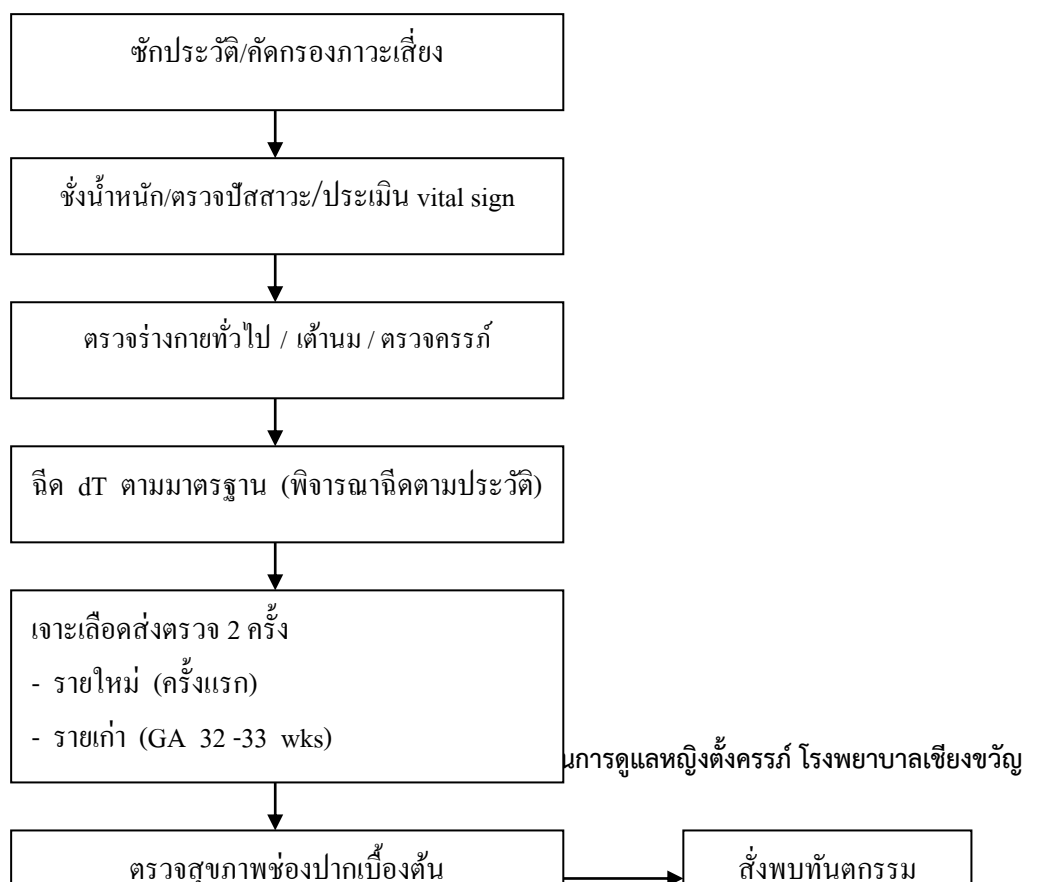 ซักประวัติ/คัดกรองภาวะเสี่ยง
ชั่งน้ำหนัก/ตรวจปัสสาวะ/ประเมิน vital sign
ตรวจร่างกายทั่วไป / เต้านม / ตรวจครรภ์
ฉีด dT ตามมาตรฐาน (พิจารณาฉีดตามประวัติ)
เจาะเลือดส่งตรวจ 2 ครั้ง
- รายใหม่ (ครั้งแรก)
- รายเก่า (GA 32 -33 wks)
การดูแลหญิงตั้งครรภ์ โรงพยาบาลเชียงขวัญ
ตรวจสุขภาพช่องปากเบื้องต้น
สั่งพบทันตกรรม